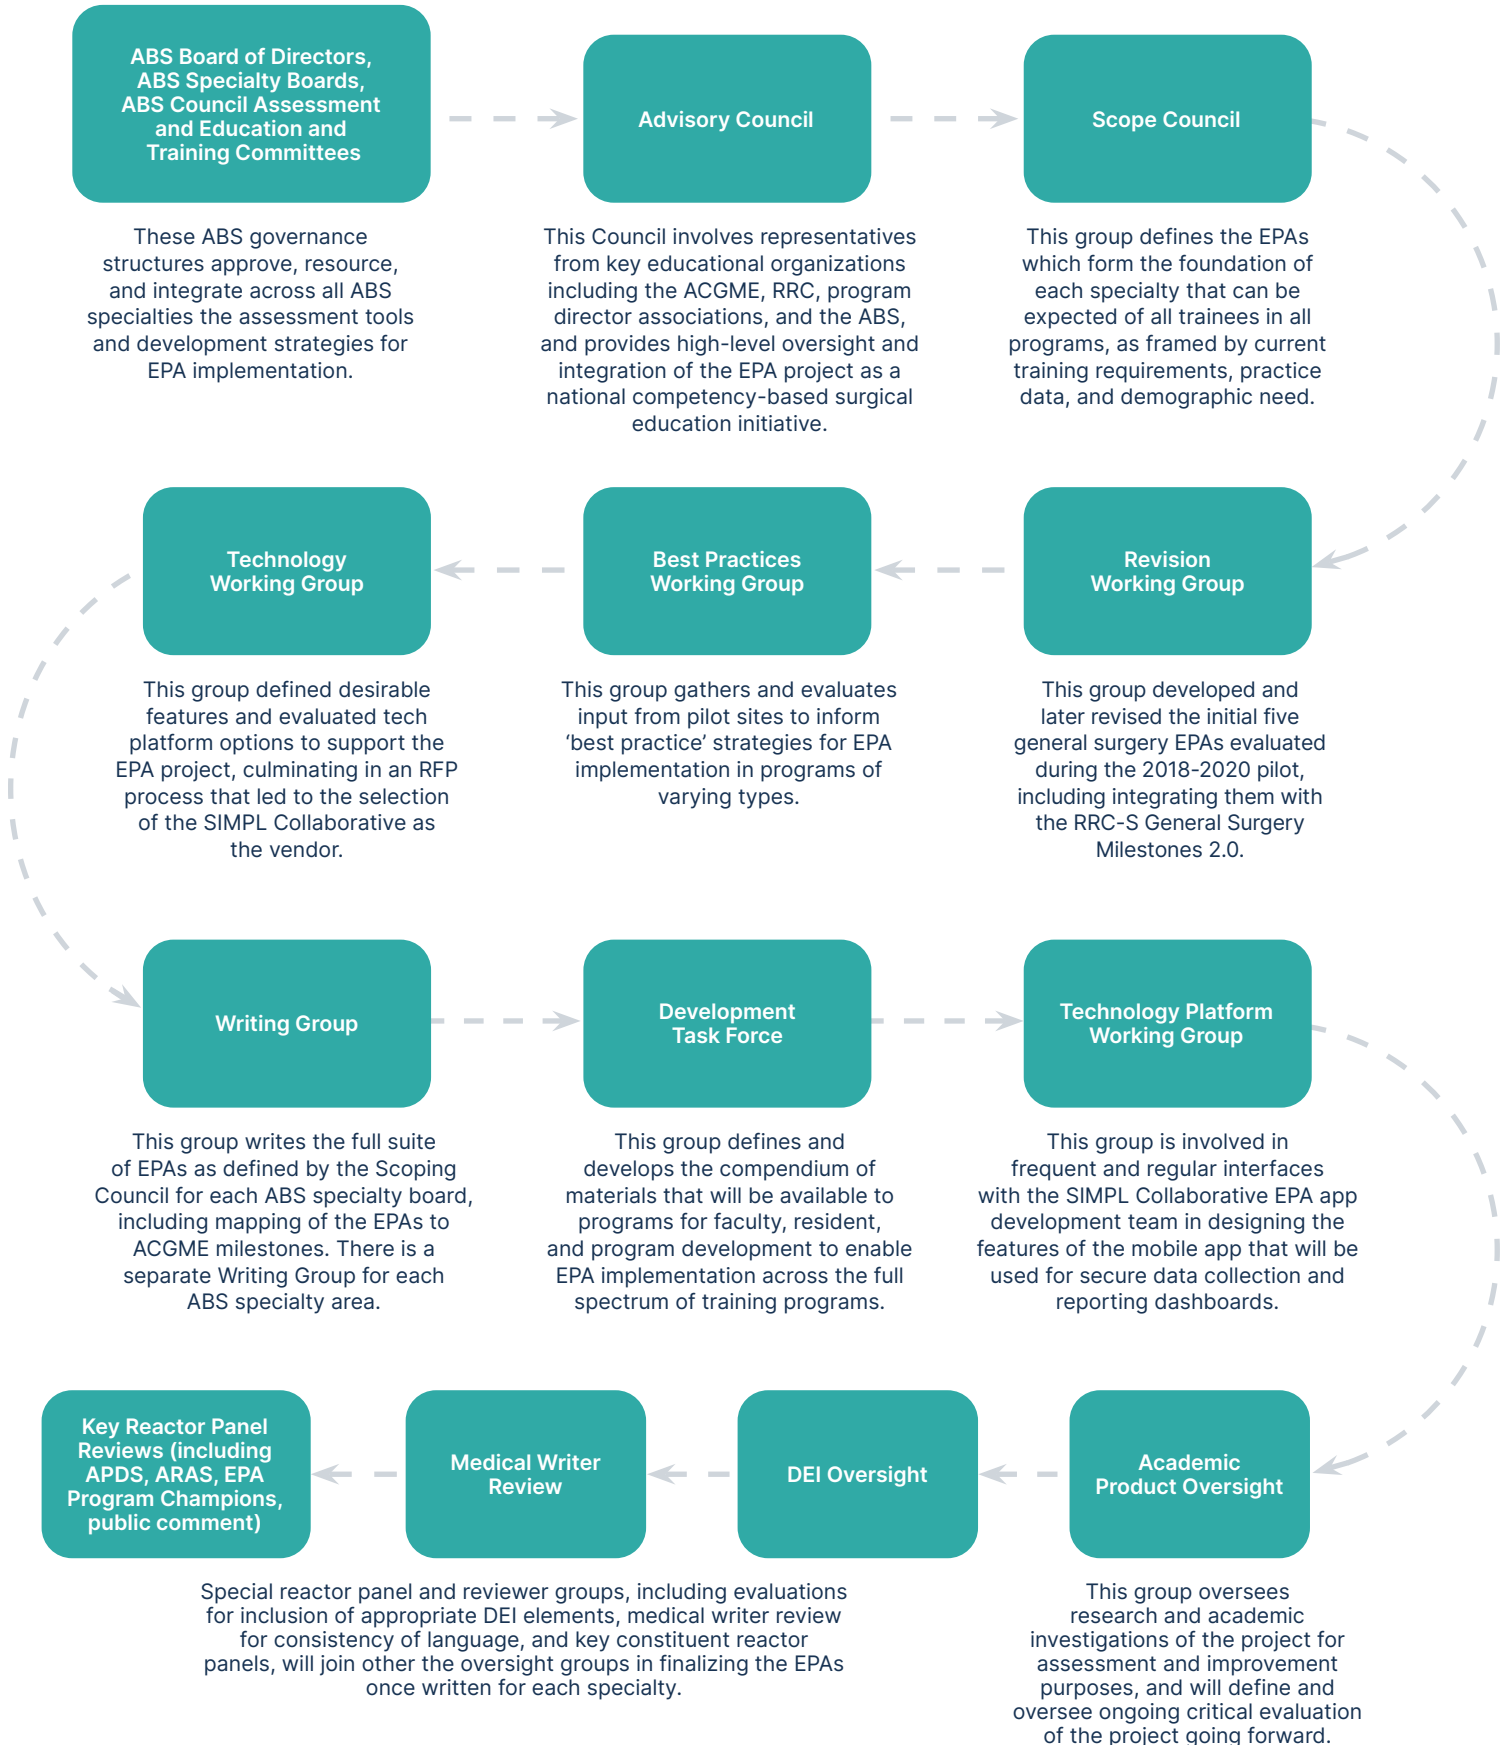 ABS Board of Directors,
ABS Specialty Boards,
ABS Council Assessment
and Education and
Training Committees
These ABS governance
structures approve, resource,
and integrate across all ABS
specialties the assessment tools
and development strategies for
EPA implementation.
Advisory Council
This Council involves representatives
from key educational organizations
including the ACGME, RRC, program
director associations, and the ABS,
and provides high-level oversight and
integration of the EPA project as a
national competency-based surgical
education initiative.
Scope Council
This group defines the EPAs
which form the foundation of
each specialty that can be
expected of all trainees in all
programs, as framed by current
training requirements, practice
data, and demographic need.
Revision
Working Group
This group developed and
later revised the initial five
general surgery EPAs evaluated
during the 2018-2020 pilot,
including integrating them with
the RRC-S General Surgery
Milestones 2.0.
Best Practices
Working Group
This group gathers and evaluates
input from pilot sites to inform
‘best practice’ strategies for EPA
implementation in programs of
varying types.
Technology
Working Group
This group defined desirable
features and evaluated tech
platform options to support the
EPA project, culminating in an RFP
process that led to the selection
of the SIMPL Collaborative as
the vendor.
Writing Group
This group writes the full suite
of EPAs as defined by the Scoping
Council for each ABS specialty board,
including mapping of the EPAs to
ACGME milestones. There is a
separate Writing Group for each
ABS specialty area.
Development
Task Force
This group defines and
develops the compendium of
materials that will be available to
programs for faculty, resident,
and program development to enable
EPA implementation across the full
spectrum of training programs.
Technology Platform
Working Group
This group is involved in
frequent and regular interfaces
with the SIMPL Collaborative EPA app
development team in designing the
features of the mobile app that will be
used for secure data collection and
reporting dashboards.
Academic
Product Oversight
This group oversees
research and academic
investigations of the project for
assessment and improvement
purposes, and will define and
oversee ongoing critical evaluation
of the project going forward.
DEI Oversight
Medical Writer
Review
Key Reactor Panel
Reviews (including
APDS, ARAS, EPA
Program Champions,
public comment)
Special reactor panel and reviewer groups, including evaluations
for inclusion of appropriate DEI elements, medical writer review
for consistency of language, and key constituent reactor
panels, will join other the oversight groups in finalizing the EPAs
once written for each specialty.